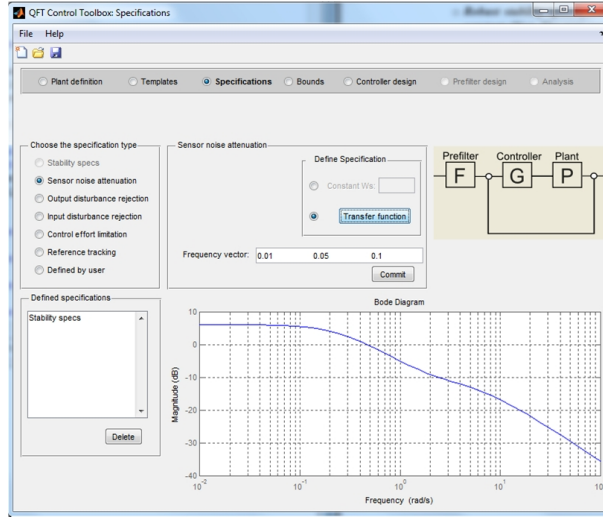 QFT Control Toolbox: Specifications
File Help
Plant definition Templates Specifications Bounds Controller design Prefilter design Analysis
Choose the specification type
Stability specs
Sensor noise attenuation
Output disturbance rejection
Input disturbance rejection
Control effort limitation
Reference tracking
Defined by user
Sensor noise attenuation
Define Specification
Constant Ws:
Transfer function
Frequency vector: 0.01 0.05 0.1
Commit
Prefilter Controller Plant
F G P
Defined specifications
Stability specs
Delete
Bode Diagram
Magnitude (dB)
10
0
-10
-20
-30
-40
10^-2 10^-1 10^0 10^1 10
Frequency (rad/s)